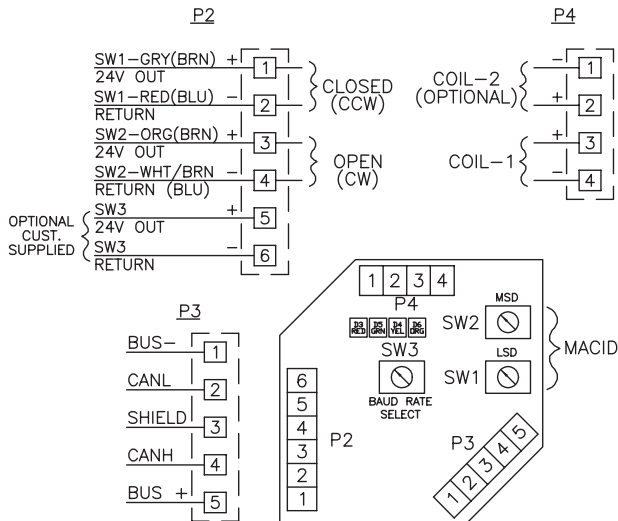 P2
SW1-GRY(BRN) +
24V OUT
1
SW1-RED(BLU) -
RETURN
2
CLOSED
(CCW)
SW2-ORG(BRN) +
24V OUT
3
SW2-WHT/BRN -
RETURN (BLU)
4
OPEN
(CW)
OPTIONAL
CUST.
SUPPLIED
SW3 +
24V OUT
5
SW3 -
RETURN
6
P4
COIL-2
(OPTIONAL)
- 1
+ 2
COIL-1
+ 3
- 4
P3
BUS- 1
CANL 2
SHIELD 3
CANH 4
BUS + 5
1 2 3 4
P4
D3 RED
D5 GRN
D4 YEL
D6 ORG
MSD
SW2
LSD
SW1
MACID
SW3
BAUD RATE
SELECT
6
5
4
3
2
1
P2
P3
1 2 3 4 5